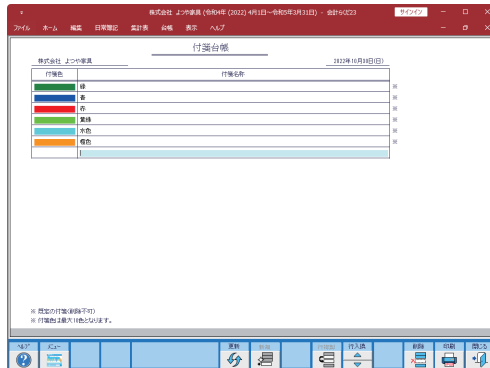 株式会社 よつや家具 (令和4年 (2022) 4月1日～令和5年3月31日) - 会計らくだ23
サインイン
ファイル ホーム 編集 日常簿記 集計表 台帳 表示 ヘルプ
付箋台帳
株式会社 よつや家具
2022年10月30日(日)
付箋色 付箋名称
緑 ※
青 ※
赤 ※
黄緑 ※
水色 ※
橙色 ※
※ 既定の付箋(削除不可)
※ 付箋色は最大10色となります。
ヘルプ メニュー 更新 行挿入 削除 印刷 閉じる